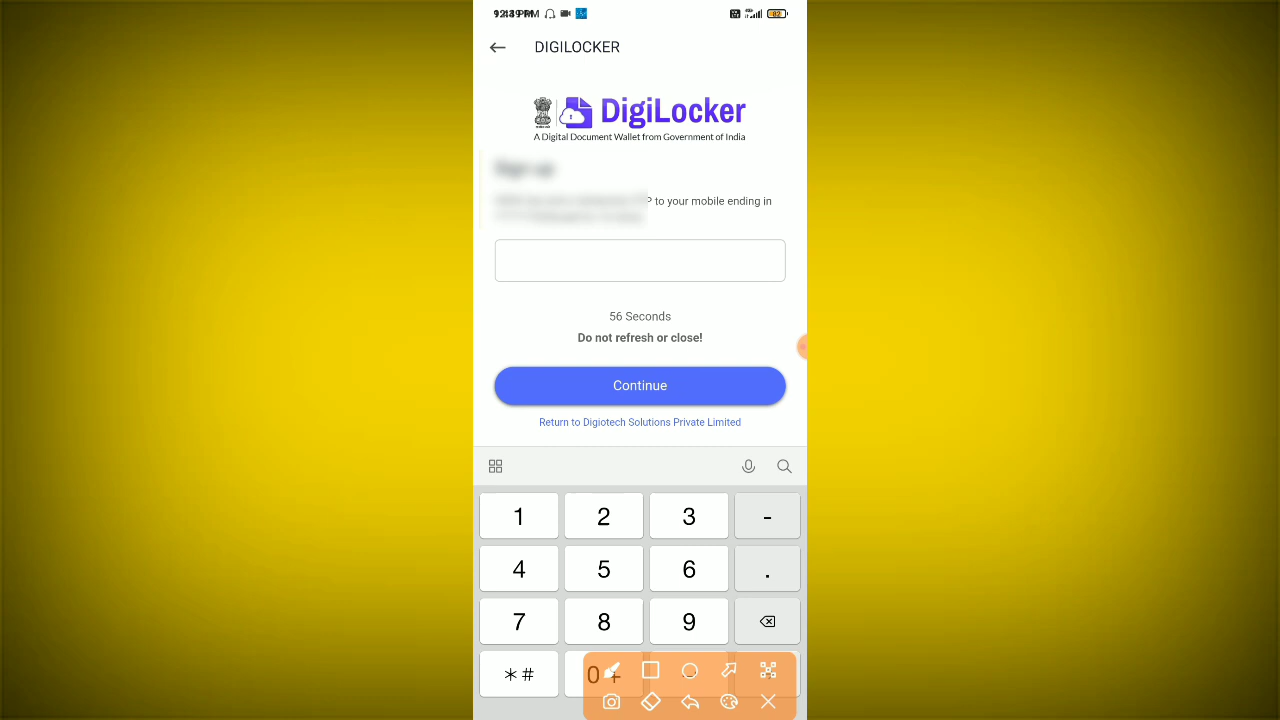 DIGILOCKER
DigiLocker
A Digital Document Wallet from Government of India
Sign up
to your mobile ending in
56 Seconds
Do not refresh or close!
Continue
Return to Digiotech Solutions Private Limited
1 2 3 -
4 5 6 .
7 8 9
*# 0 +